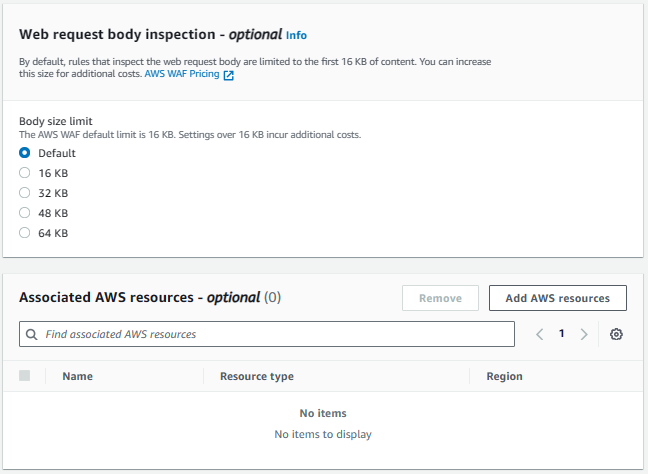 Web request body inspection - optional Info
By default, rules that inspect the web request body are limited to the first 16 KB of content. You can increase
this size for additional costs. AWS WAF Pricing
Body size limit
The AWS WAF default limit is 16 KB. Settings over 16 KB incur additional costs.
Default
16 KB
32 KB
48 KB
64 KB
Associated AWS resources - optional (0)
Remove
Add AWS resources
Find associated AWS resources
1
Name Resource type Region
No items
No items to display